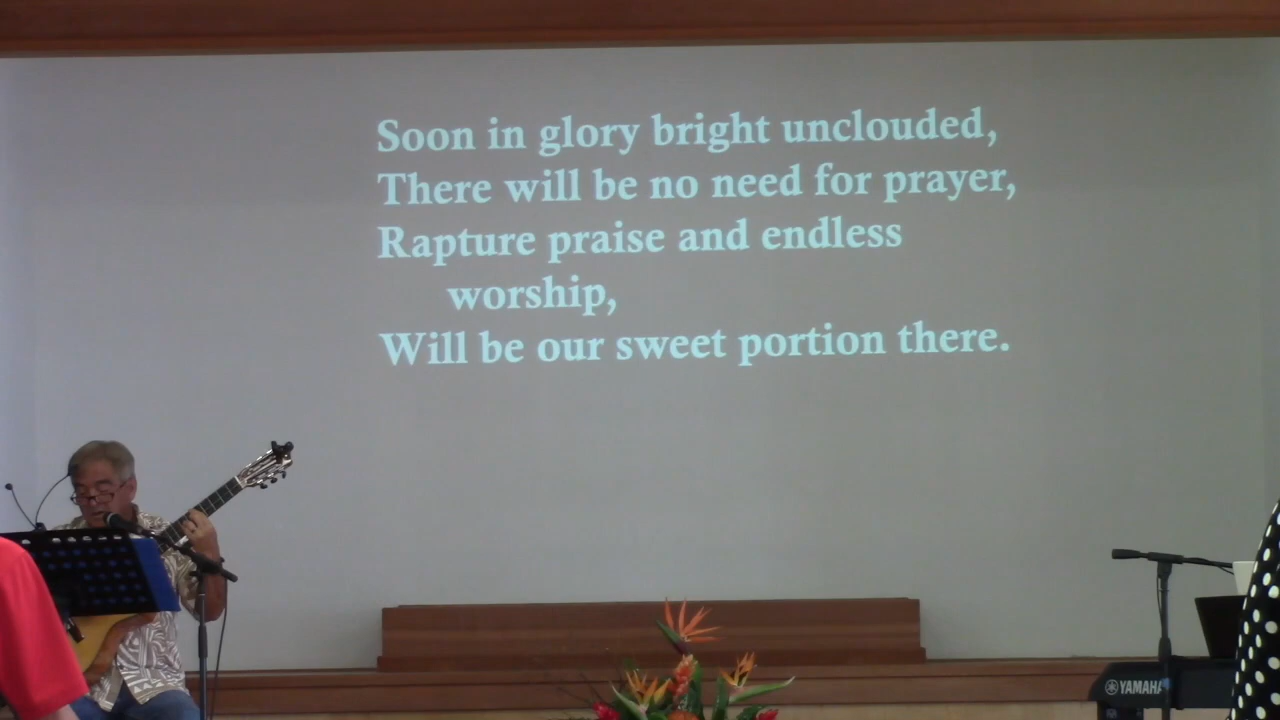 Soon in glory bright unclouded,
There will be no need for prayer,
Rapture praise and endless
worship,
Will be our sweet portion there.
YAMAHA